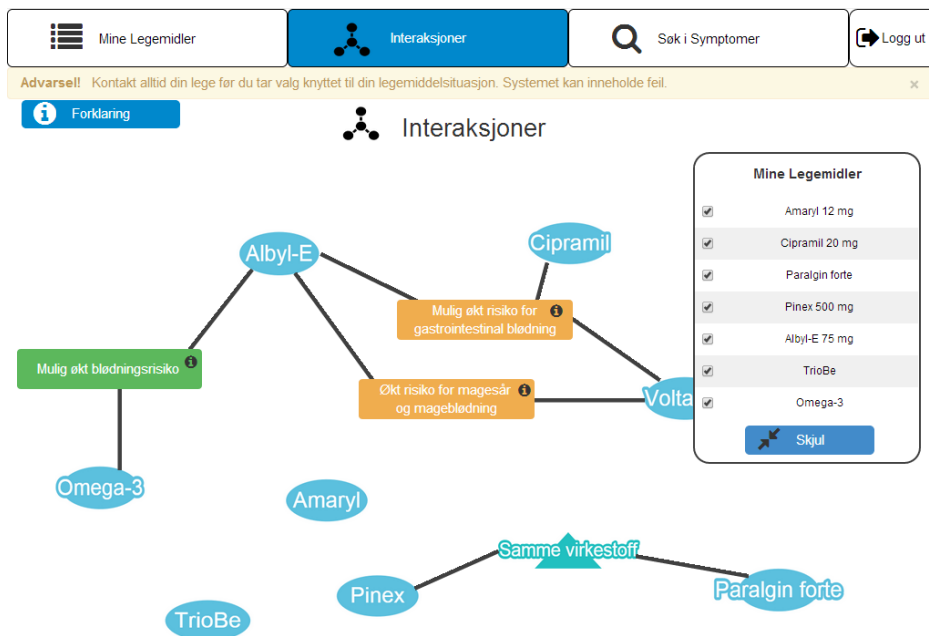 Mine Legemidler
Interaksjoner
Søk i Symptomer
Logg ut
Advarsel! Kontakt alltid din lege før du tar valg knyttet til din legemiddelsituasjon. Systemet kan inneholde feil.
×
Forklaring
Interaksjoner
Mine Legemidler
Amaryl 12 mg
Cipramil 20 mg
Paralgin forte
Pinex 500 mg
Albyl-E 75 mg
TrioBe
Omega-3
Skjul
Cipramil
Albyl-E
Mulig økt risiko for
gastrointestinal blødning
Mulig økt blødningsrisiko
Økt risiko for magesår
og mageblødning
Volta
Omega-3
Amaryl
Samme virkestoff
Pinex
Paralgin forte
TrioBe